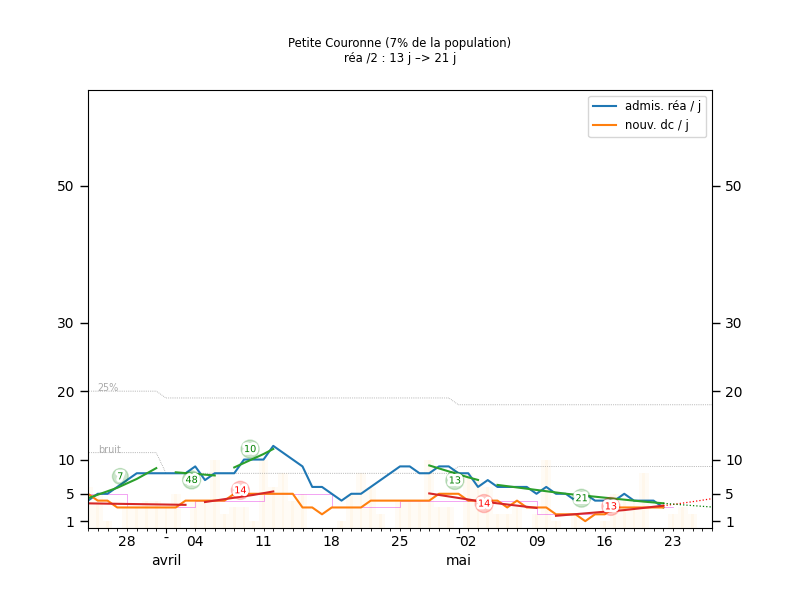 Petite Couronne (7% de la population)
réa /2 : 13 j –> 21 j
admis. réa / j
nouv. dc / j
50 50
30 30
20 20
25%
bruit
10 10
5 5
1 1
7 48 10 14 13 14 21 13
28 04 11 18 25 02 09 16 23
avril mai